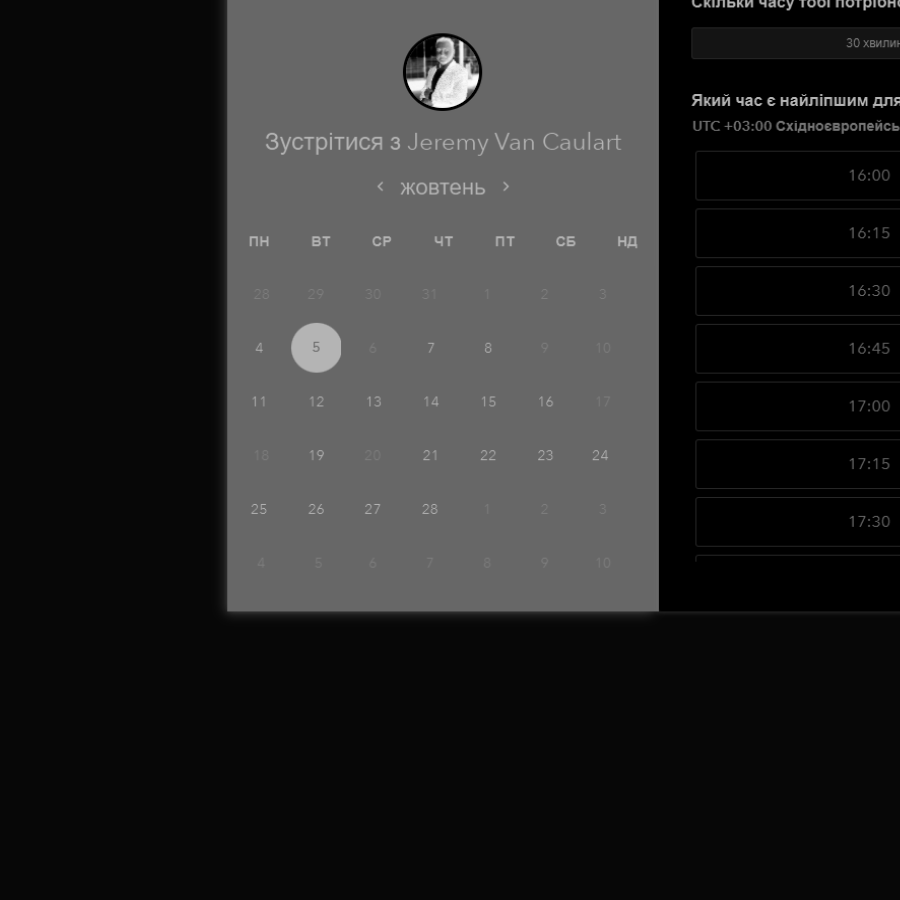 Скільки часу тобі потрібно
30 хвилин
Зустрітися з Jeremy Van Caulart
жовтень
ПН ВТ СР ЧТ ПТ СБ НД
28 29 30 31 1 2 3
4 5 6 7 8 9 10
11 12 13 14 15 16 17
18 19 20 21 22 23 24
25 26 27 28 1 2 3
4 5 6 7 8 9 10
Який час є найліпшим для
UTC +03:00 Східноєвропейсь
16:00
16:15
16:30
16:45
17:00
17:15
17:30